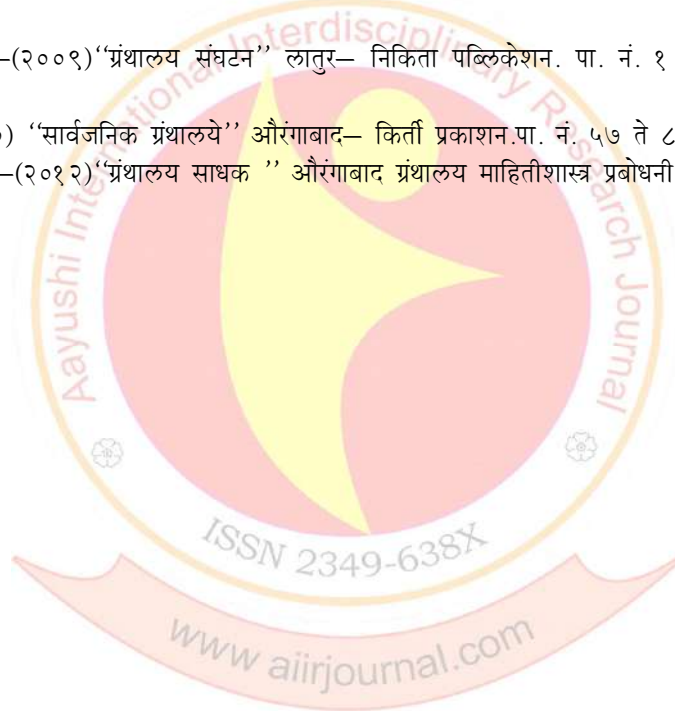 –(२००९)‘‘ग्रंथालय संघटन’’ लातुर– निकिता पब्लिकेशन. पा. नं. १
) ‘‘सार्वजनिक ग्रंथालये’’ औरंगाबाद– किर्ती प्रकाशन.पा. नं. ५७ ते ८
–(२०१२)‘‘ग्रंथालय साधक ’’ औरंगाबाद ग्रंथालय माहितीशास्त्र प्रबोधनी
Aayushi International Interdisciplinary Research Journal
ISSN 2349-638X
www aiirjournal.com